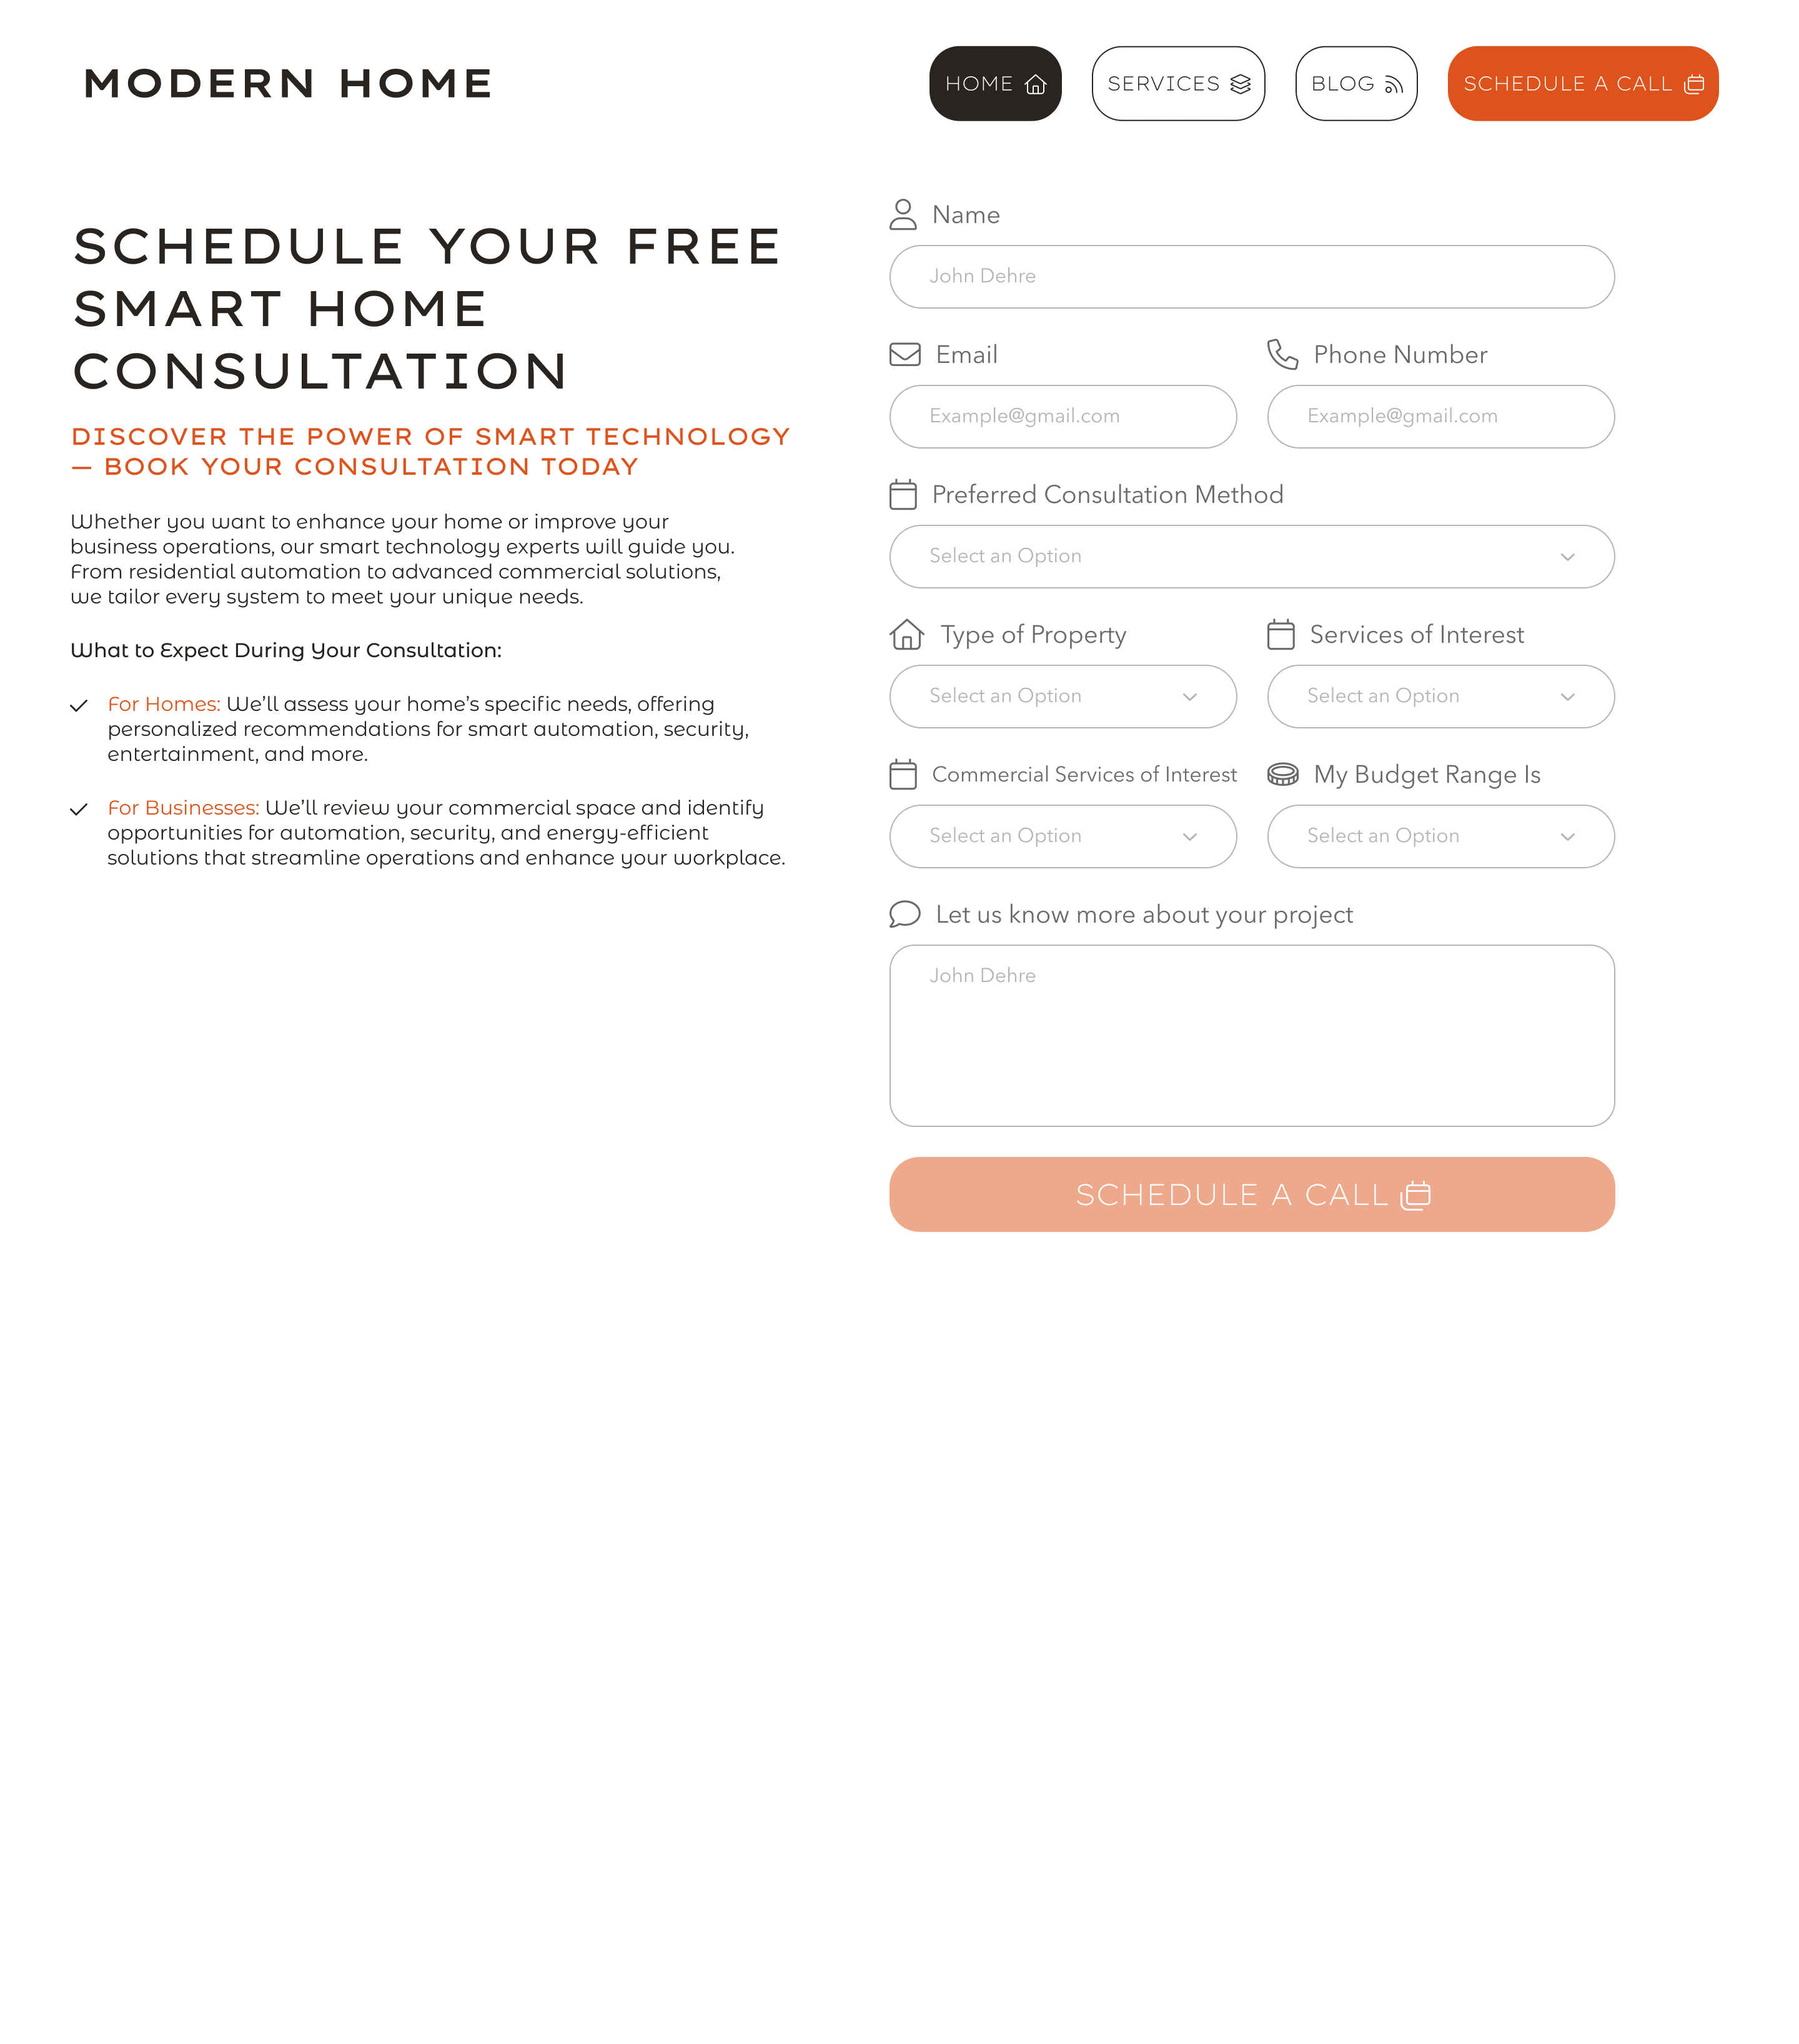 MODERN HOME
HOME
SERVICES
BLOG
SCHEDULE A CALL
SCHEDULE YOUR FREE
SMART HOME
CONSULTATION
DISCOVER THE POWER OF SMART TECHNOLOGY
— BOOK YOUR CONSULTATION TODAY
Whether you want to enhance your home or improve your
business operations, our smart technology experts will guide you.
From residential automation to advanced commercial solutions,
we tailor every system to meet your unique needs.
What to Expect During Your Consultation:
For Homes: We’ll assess your home’s specific needs, offering
personalized recommendations for smart automation, security,
entertainment, and more.
For Businesses: We’ll review your commercial space and identify
opportunities for automation, security, and energy-efficient
solutions that streamline operations and enhance your workplace.
Name
John Dehre
Email
Example@gmail.com
Phone Number
Example@gmail.com
Preferred Consultation Method
Select an Option
Type of Property
Select an Option
Services of Interest
Select an Option
Commercial Services of Interest
Select an Option
My Budget Range Is
Select an Option
Let us know more about your project
John Dehre
SCHEDULE A CALL